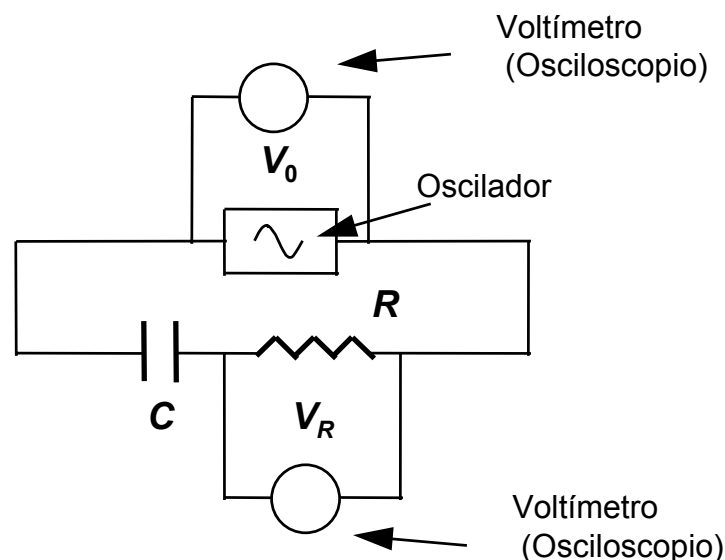 Voltímetro
(Osciloscopio)
V0
Oscilador
R
C
VR
Voltímetro
(Osciloscopio)